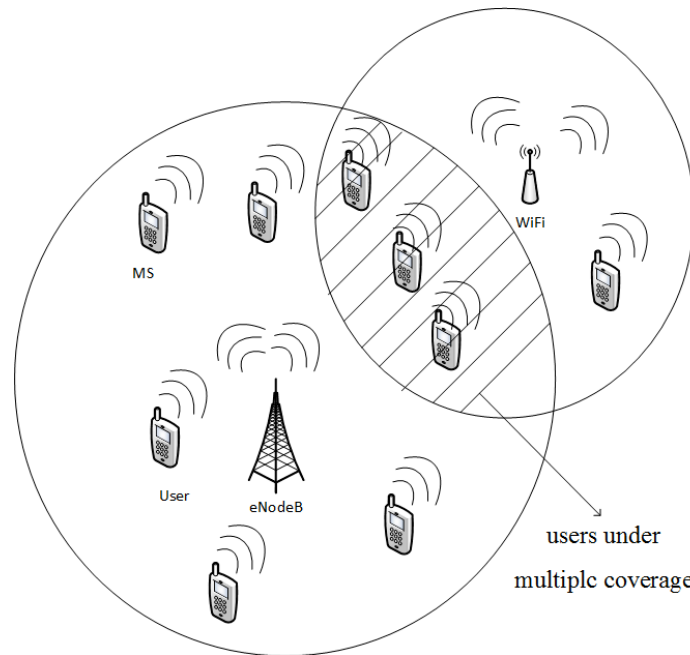 WiFi
MS
User
eNodeB
users under
multiplc coverage